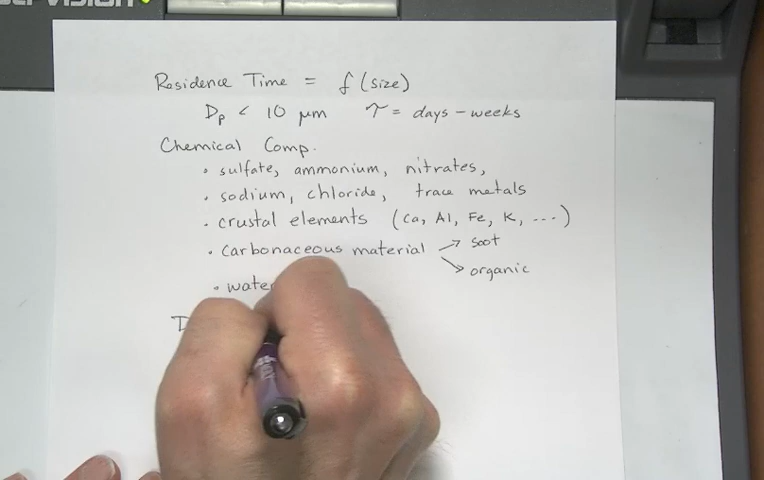 Residence Time = f (size)
Dp < 10 μm τ = days - weeks
Chemical Comp.
· sulfate, ammonium, nitrates,
· sodium, chloride, trace metals
· crustal elements (Ca, Al, Fe, K, ...)
· carbonaceous material → soot
↘ organic